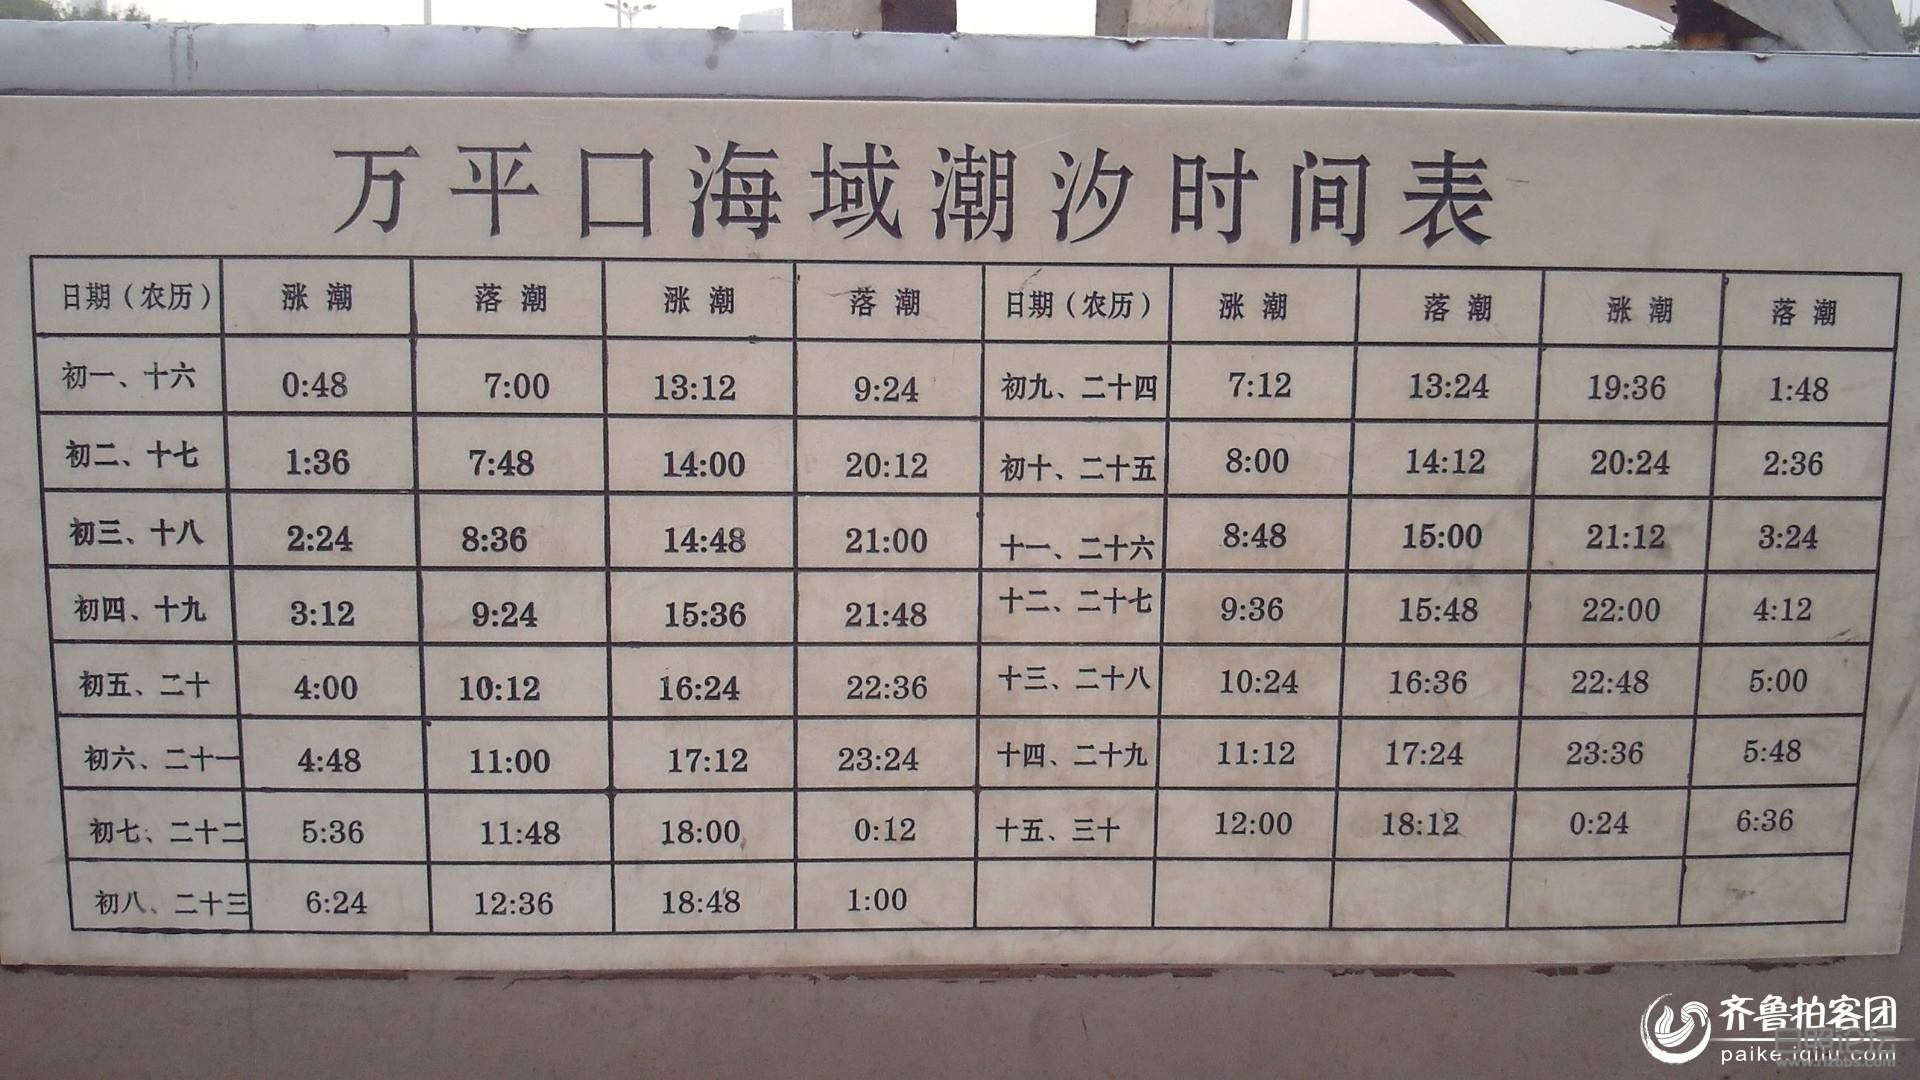 万平口海域潮汐时间表
日期（农历） 涨潮 落潮 涨潮 落潮 日期（农历） 涨潮 落潮 涨潮 落潮
初一、十六 0:48 7:00 13:12 9:24 初九、二十四 7:12 13:24 19:36 1:48
初二、十七 1:36 7:48 14:00 20:12 初十、二十五 8:00 14:12 20:24 2:36
初三、十八 2:24 8:36 14:48 21:00 十一、二十六 8:48 15:00 21:12 3:24
初四、十九 3:12 9:24 15:36 21:48 十二、二十七 9:36 15:48 22:00 4:12
初五、二十 4:00 10:12 16:24 22:36 十三、二十八 10:24 16:36 22:48 5:00
初六、二十一 4:48 11:00 17:12 23:24 十四、二十九 11:12 17:24 23:36 5:48
初七、二十二 5:36 11:48 18:00 0:12 十五、三十 12:00 18:12 0:24 6:36
初八、二十三 6:24 12:36 18:48 1:00
齐鲁拍客团
paike.iqilu.com